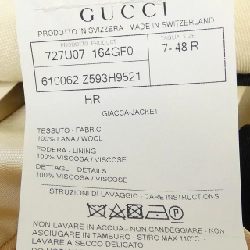 GUCCI
PRODOTTO IN SVIZZERA - MADE IN SWITZERLAND
727U07 164GF0
7 - 48 R
610062 Z593H9521
HR
GIACCA-JACKET
TESSUTO - FABRIC
100% LANA / WOOL
FODERA - LINING
100% VISCOSA / VISCOSE
DETTAGLI - DETAILS
100% VISCOSA / VISCOSE
ISTRUZIONI DI LAVAGGIO - CARE INSTRUCTIONS
NON LAVARE IN ACQUA - NON CANDEGGIARE - NON
ASCIUGARE IN TAMBURO - STIRO MAX 110° C
LAVARE A SECCO DELICATO